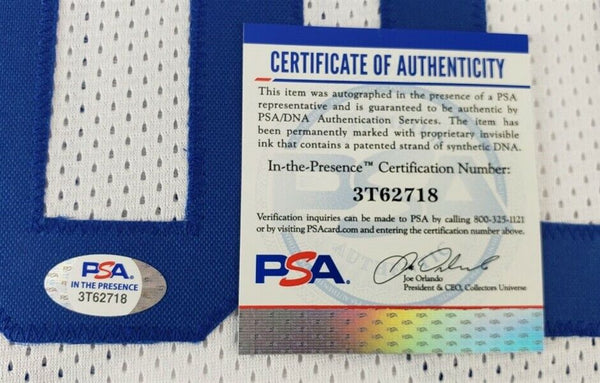 CERTIFICATE OF AUTHENTICITY
This item was autographed in the presence of a PSA
representative and is guaranteed to be authentic by
PSA/DNA Authentication Services. The item has
been permanently marked with proprietary invisible
ink that contains a patented strand of synthetic DNA.
In-the-Presence™ Certification Number:
3T62718
Verification inquiries can be made to PSA by calling 800-325-1121
or by visiting PSAcard.com and entering the certification number above.
PSA.
Joe Orlando
President & CEO, Collectors Universe
PSA.
IN THE PRESENCE
3T62718